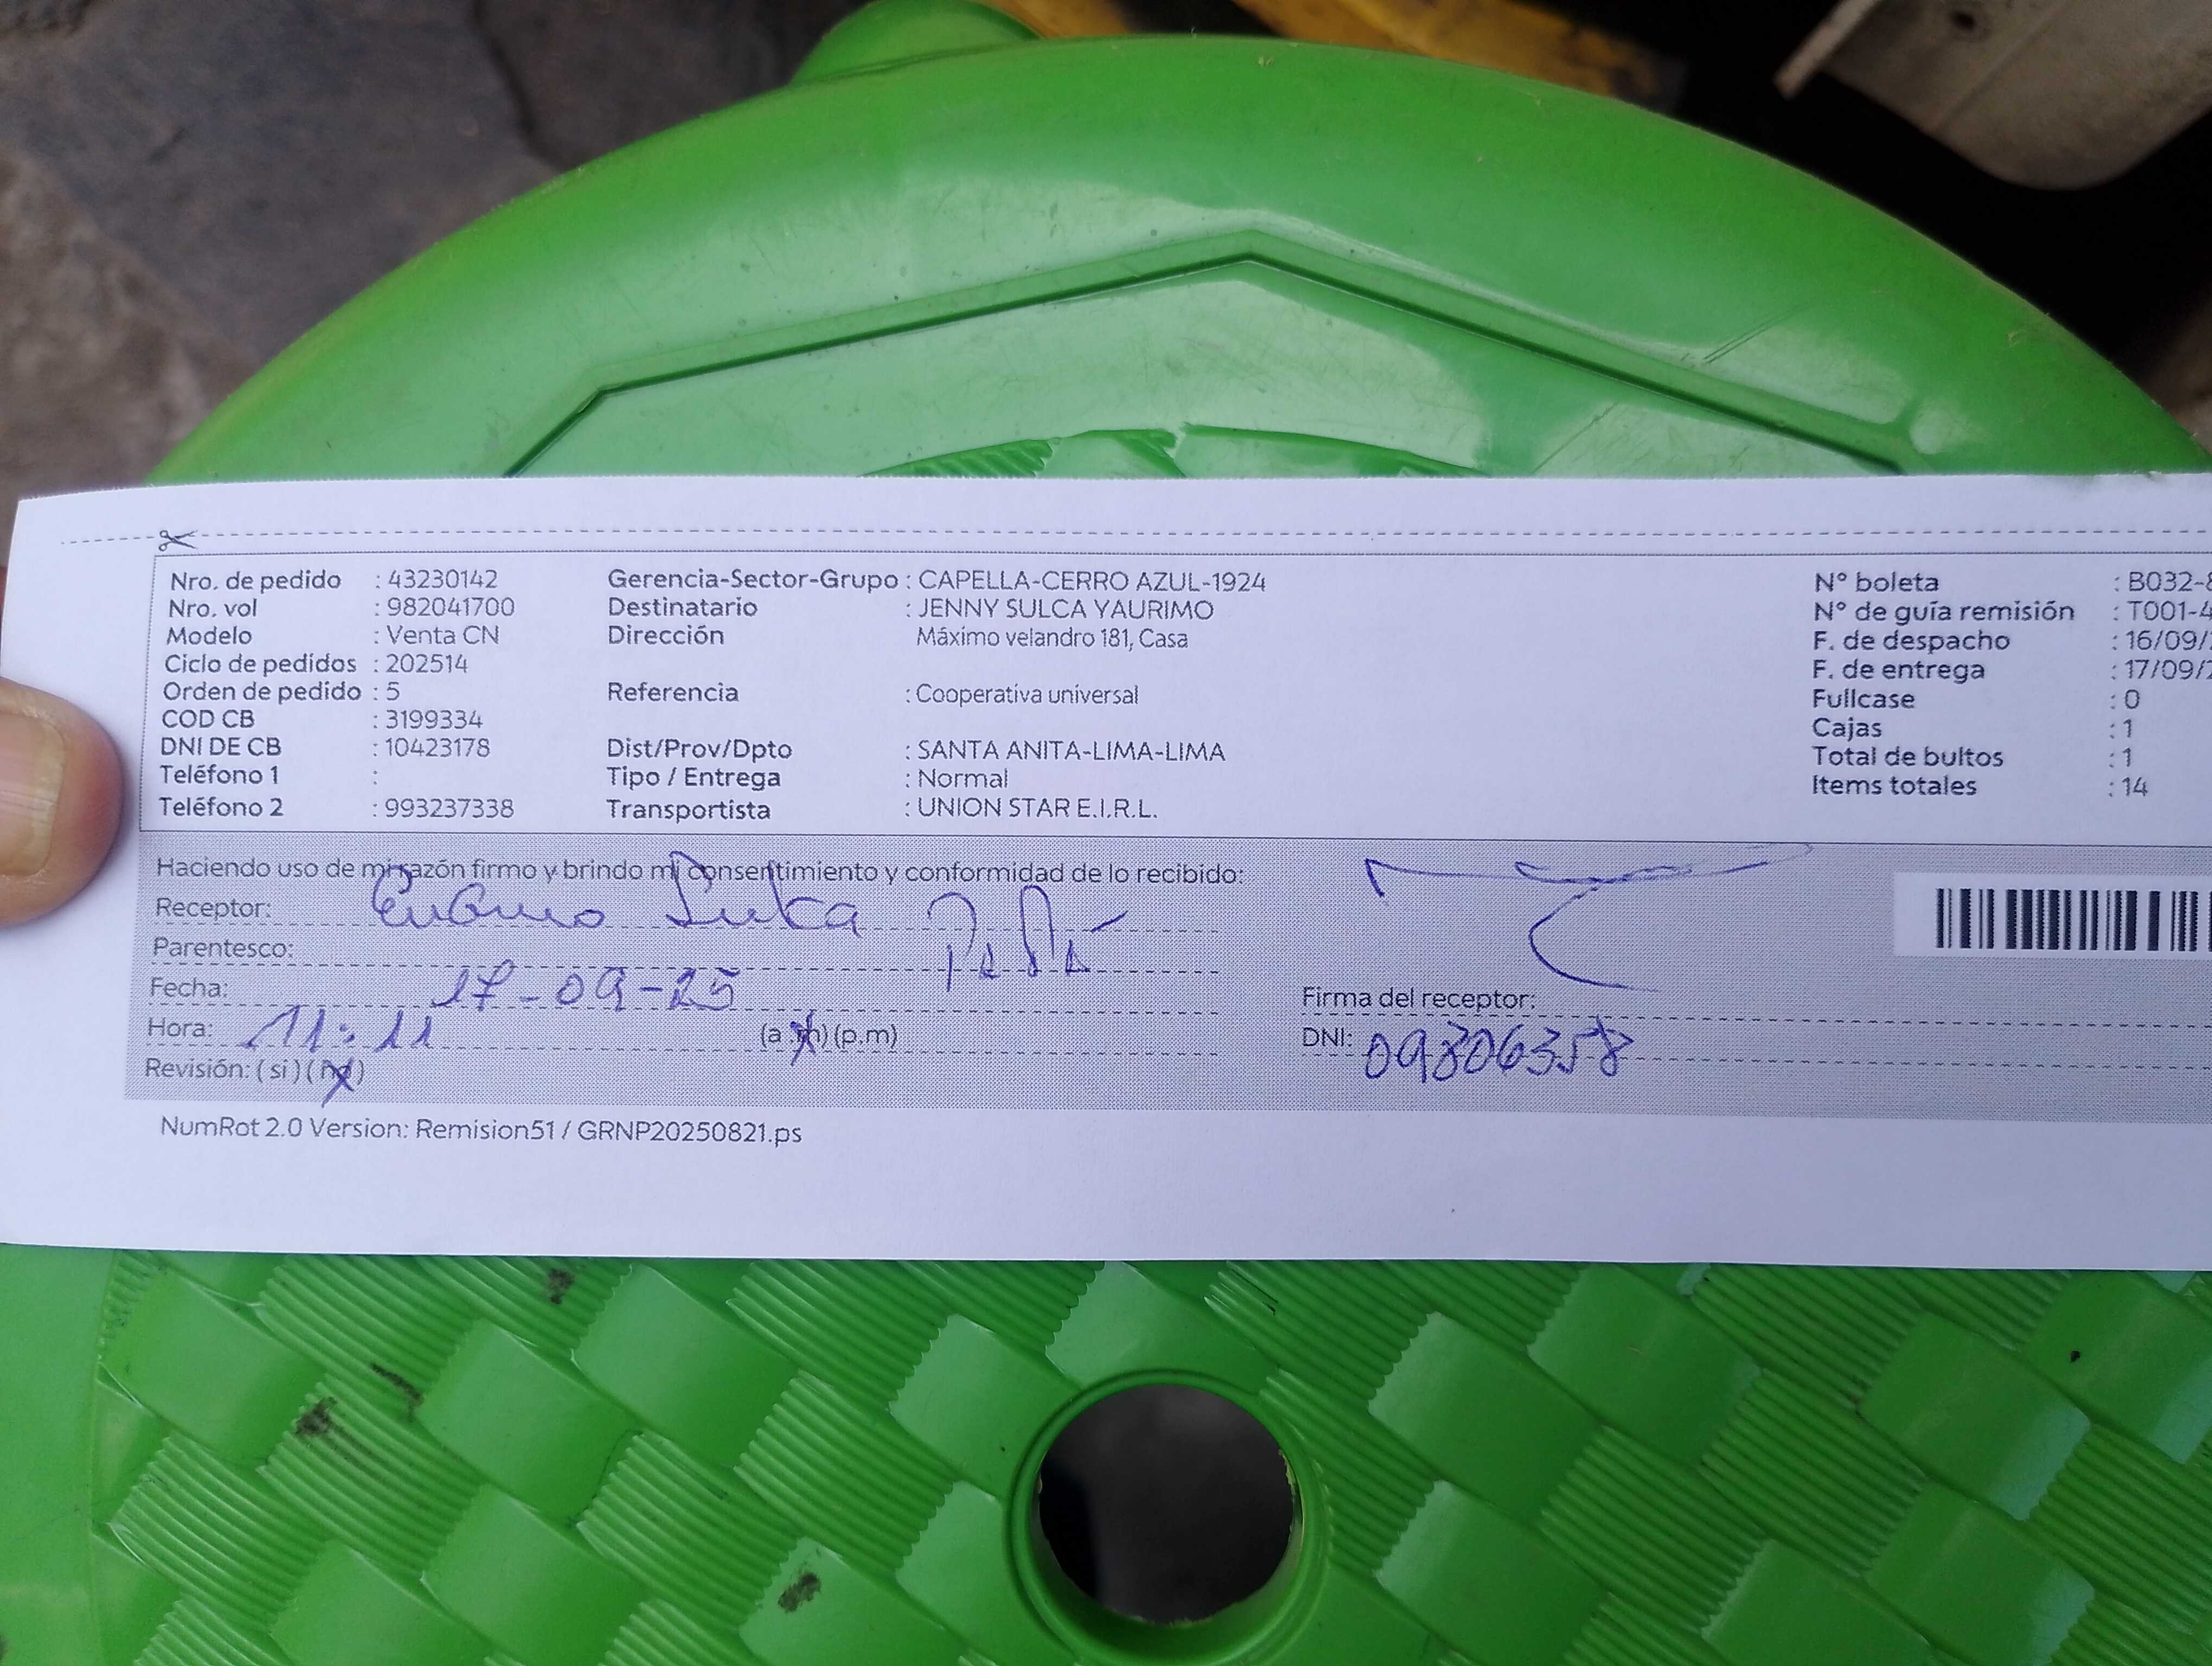 Nro. de pedido : 43230142 Gerencia-Sector-Grupo : CAPELLA-CERRO AZUL-1924 N° boleta : B032-8
Nro. vol : 982041700 Destinatario : JENNY SULCA YAURIMO N° de guía remisión : T001-4
Modelo : Venta CN Dirección Máximo velandro 181, Casa F. de despacho : 16/09/
Ciclo de pedidos : 202514 F. de entrega : 17/09/2
Orden de pedido : 5 Referencia : Cooperativa universal Fullcase : 0
COD CB : 3199334 Cajas : 1
DNI DE CB : 10423178 Dist/Prov/Dpto : SANTA ANITA-LIMA-LIMA Total de bultos : 1
Teléfono 1 : Tipo / Entrega : Normal Items totales : 14
Teléfono 2 : 993237338 Transportista : UNION STAR E.I.R.L.
Haciendo uso de mi razón firmo y brindo mi consentimiento y conformidad de lo recibido:
Receptor: Sulca
Parentesco:
Fecha: 17-09-25
Firma del receptor:
Hora: 11:11 (a.m) (p.m) DNI: 09806358
Revisión: (si) (no)
NumRot 2.0 Version: Remision51 / GRNP20250821.ps